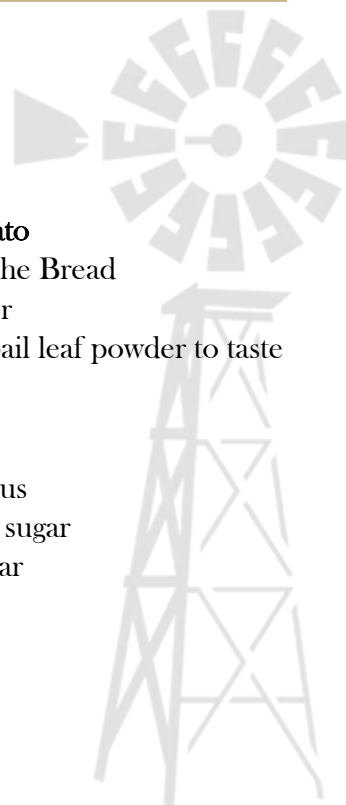 ato
he Bread
r
ail leaf powder to taste
us
sugar
ar